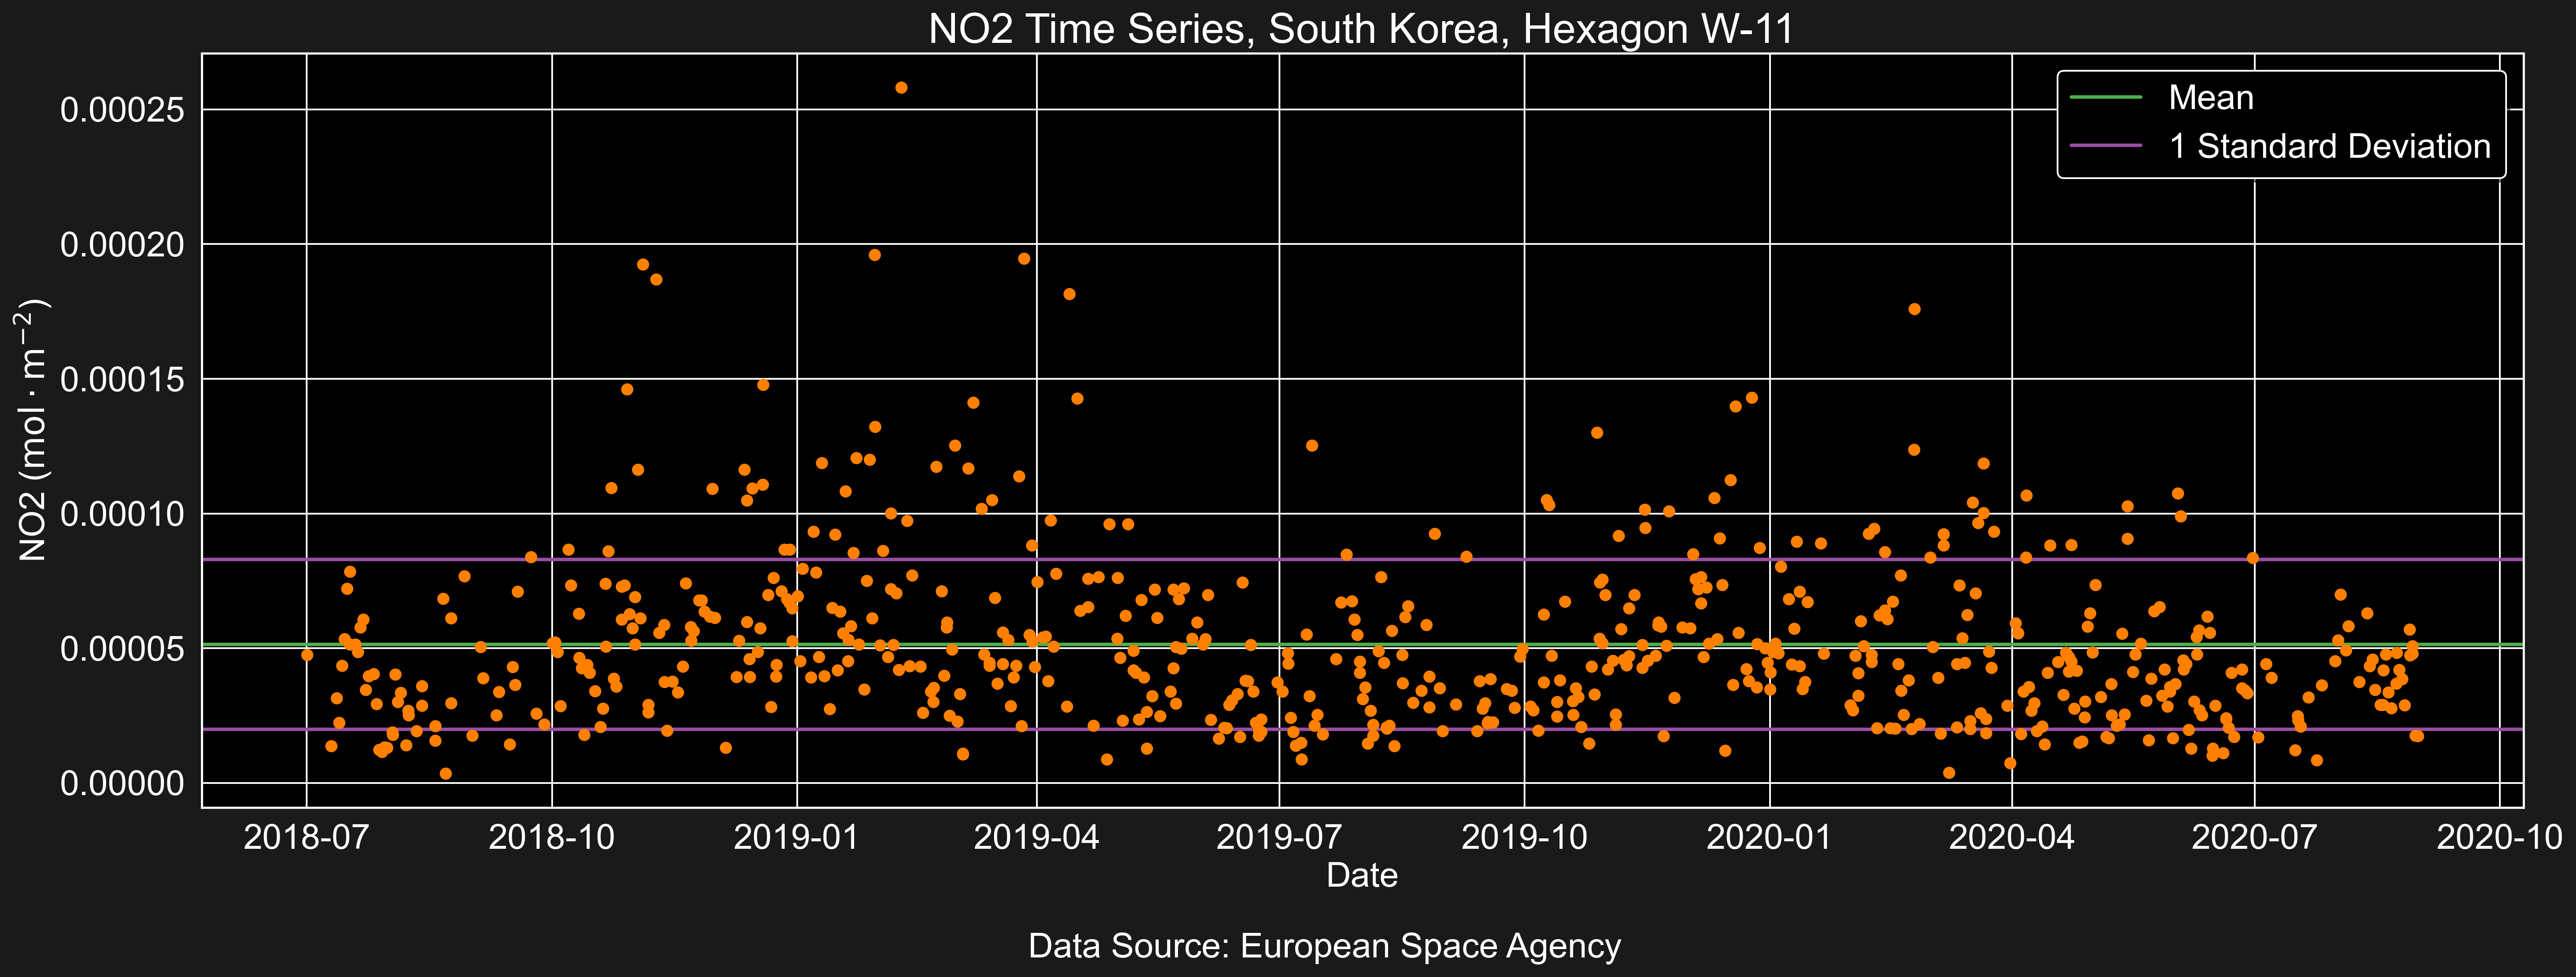 NO2 Time Series, South Korea, Hexagon W-11
Mean
1 Standard Deviation
NO2 (mol · m⁻²)
0.00025
0.00020
0.00015
0.00010
0.00005
0.00000
2018-07 2018-10 2019-01 2019-04 2019-07 2019-10 2020-01 2020-04 2020-07 2020-10
Date
Data Source: European Space Agency